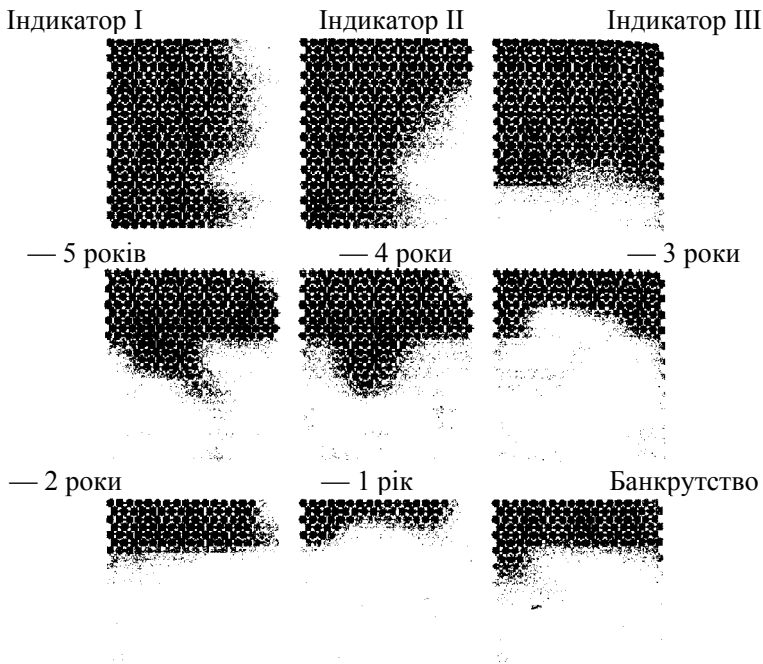 Індикатор I Індикатор II Індикатор III
— 5 років — 4 роки — 3 роки
— 2 роки — 1 рік Банкрутство